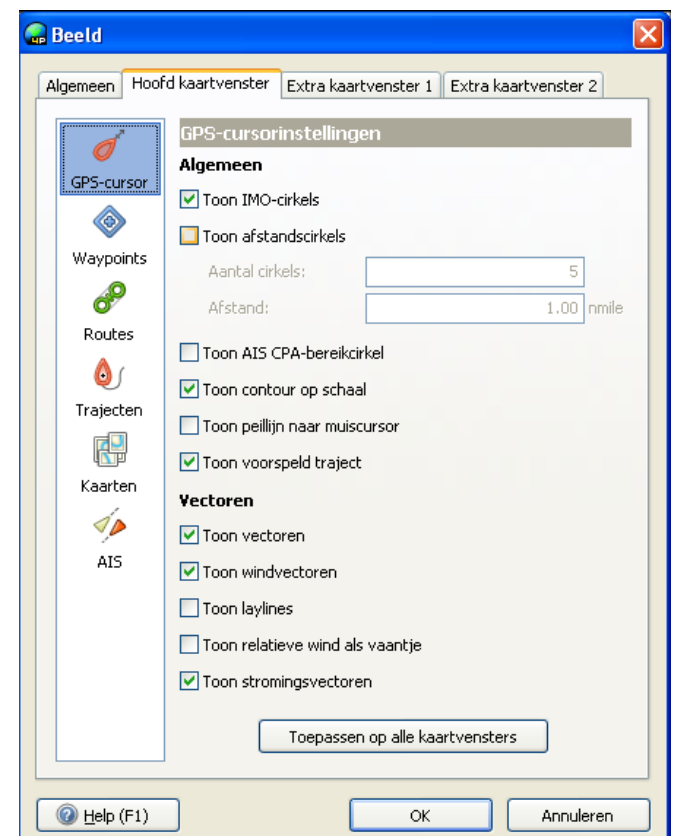 Beeld
Algemeen Hoofd kaartvenster Extra kaartvenster 1 Extra kaartvenster 2
GPS-cursor
Waypoints
Routes
Trajecten
Kaarten
AIS
GPS-cursorinstellingen
Algemeen
Toon IMO-cirkels
Toon afstandscirkels
Aantal cirkels: 5
Afstand: 1.00 nmile
Toon AIS CPA-bereikcirkel
Toon contour op schaal
Toon peillijn naar muiscursor
Toon voorspeld traject
Vectoren
Toon vectoren
Toon windvectoren
Toon laylines
Toon relatieve wind als vaantje
Toon stromingsvectoren
Toepassen op alle kaartvensters
Help (F1) OK Annuleren